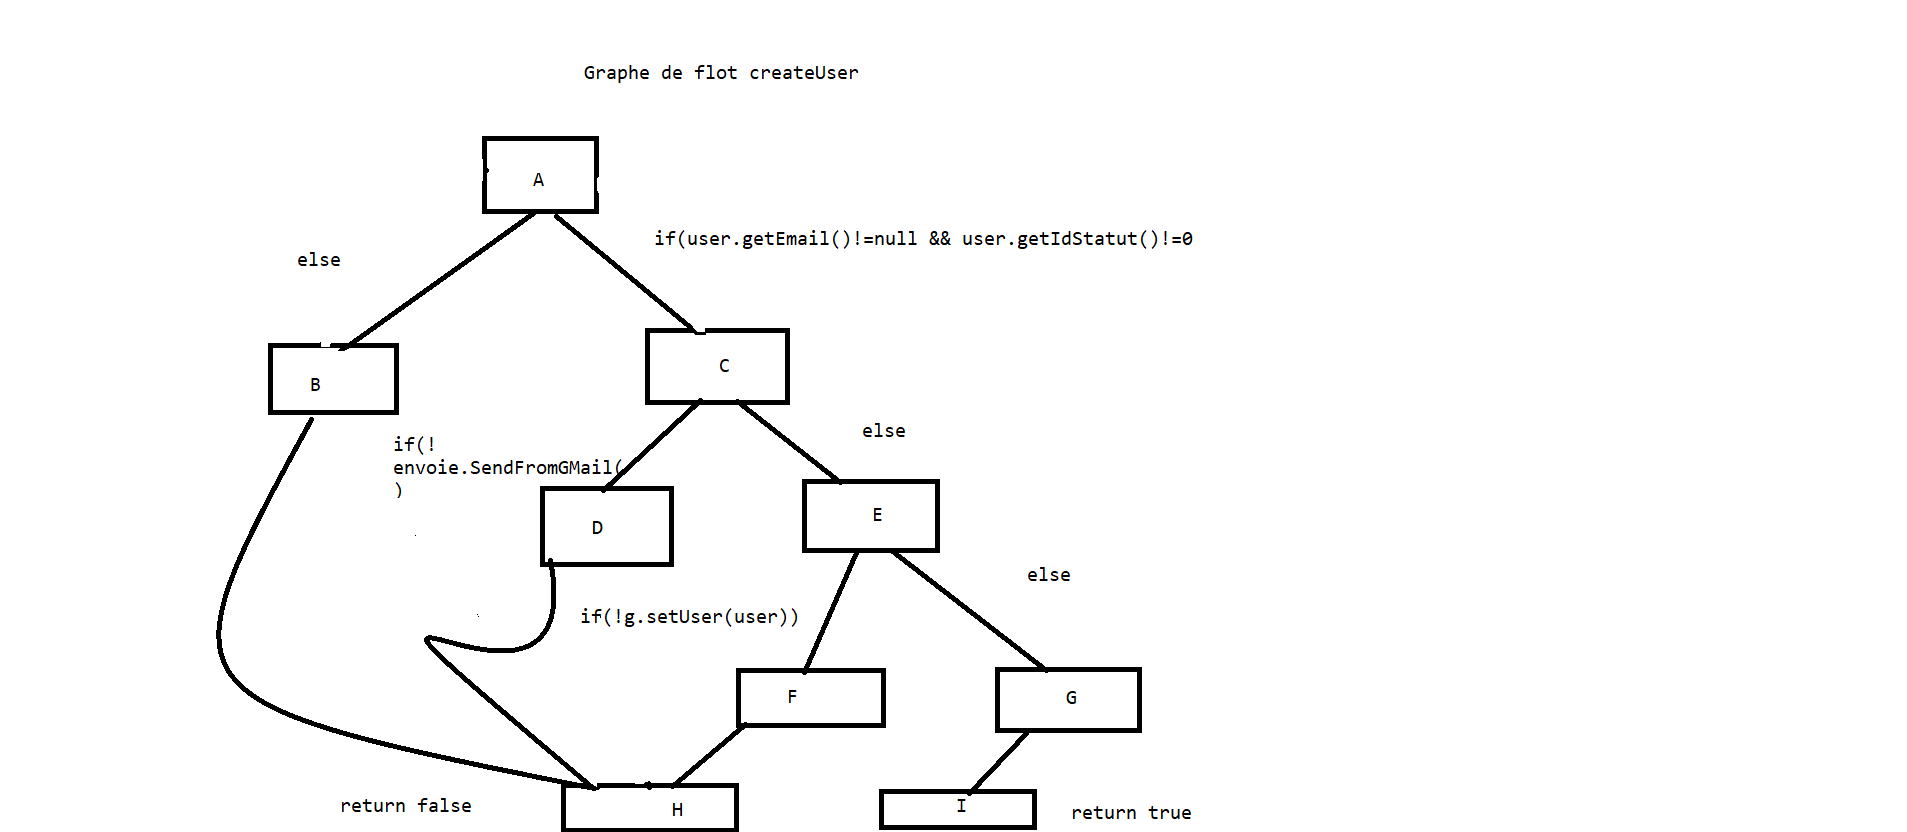 Graphe de flot createUser
A
if(user.getEmail()!=null && user.getIdStatut()!=0
else
B
C
else
if(!
envoie.SendFromGMail(
)
D
E
else
if(!g.setUser(user))
F
G
return false
H
I
return true